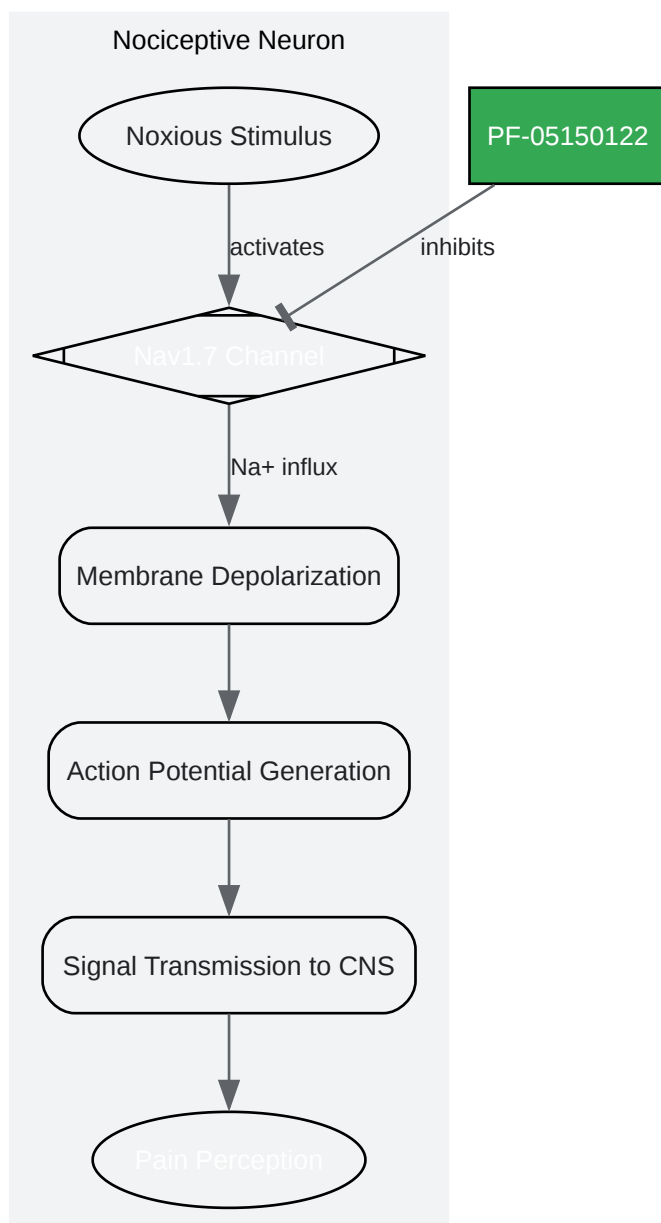 Nociceptive Neuron
Noxious Stimulus
PF-05150122
activates
inhibits
Nav1.7 Channel
Na+ influx
Membrane Depolarization
Action Potential Generation
Signal Transmission to CNS
Pain Perception